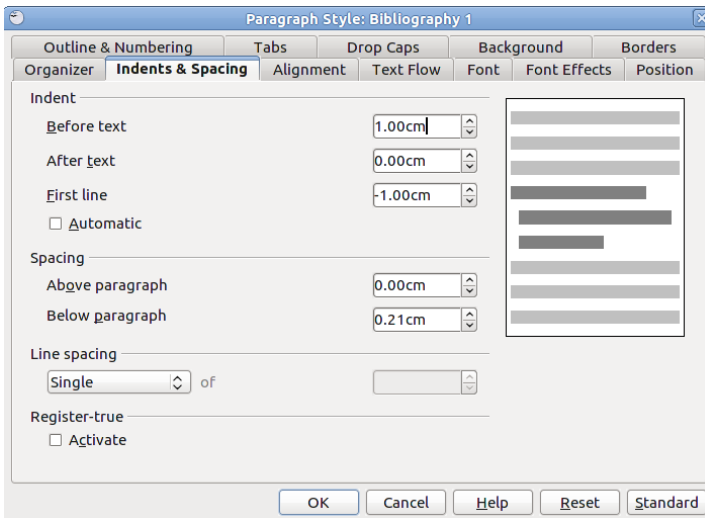 Paragraph Style: Bibliography 1
Outline & Numbering Tabs Drop Caps Background Borders
Organizer Indents & Spacing Alignment Text Flow Font Font Effects Position
Indent
Before text 1.00cm
After text 0.00cm
First line -1.00cm
Automatic
Spacing
Above paragraph 0.00cm
Below paragraph 0.21cm
Line spacing
Single of
Register-true
Activate
OK Cancel Help Reset Standard